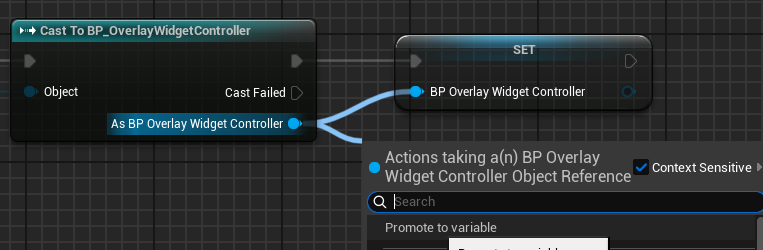 Cast To BP_OverlayWidgetController
SET
Object
Cast Failed
BP Overlay Widget Controller
As BP Overlay Widget Controller
Actions taking a(n) BP Overlay
Widget Controller Object Reference
Context Sensitive
Search
Promote to variable